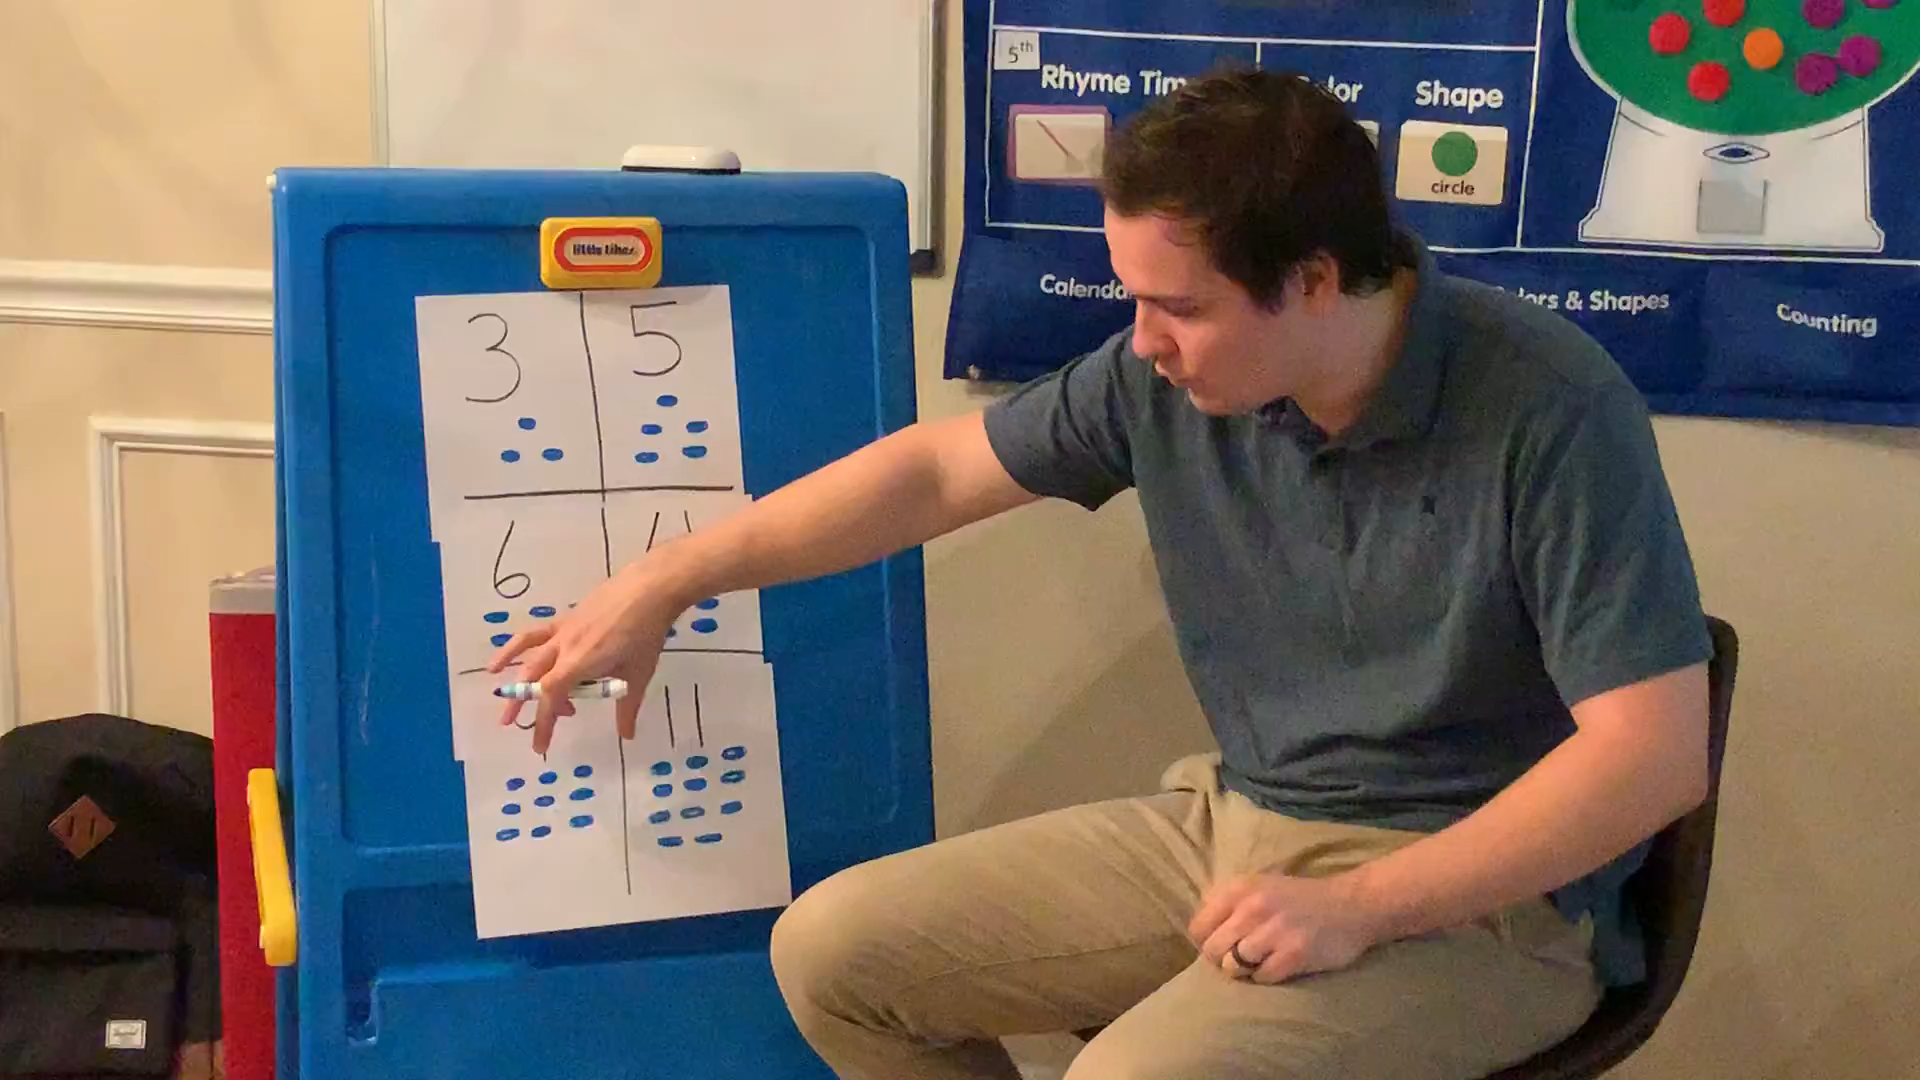 5th
Rhyme Tim
lor
Shape
circle
little tikes
Calenda
lors & Shapes
Counting
3
5
6
11